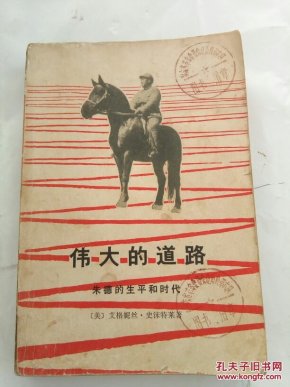 伟大的道路
朱德的生平和时代
〔美〕艾格妮丝·史沫特莱著
孔夫子旧书网